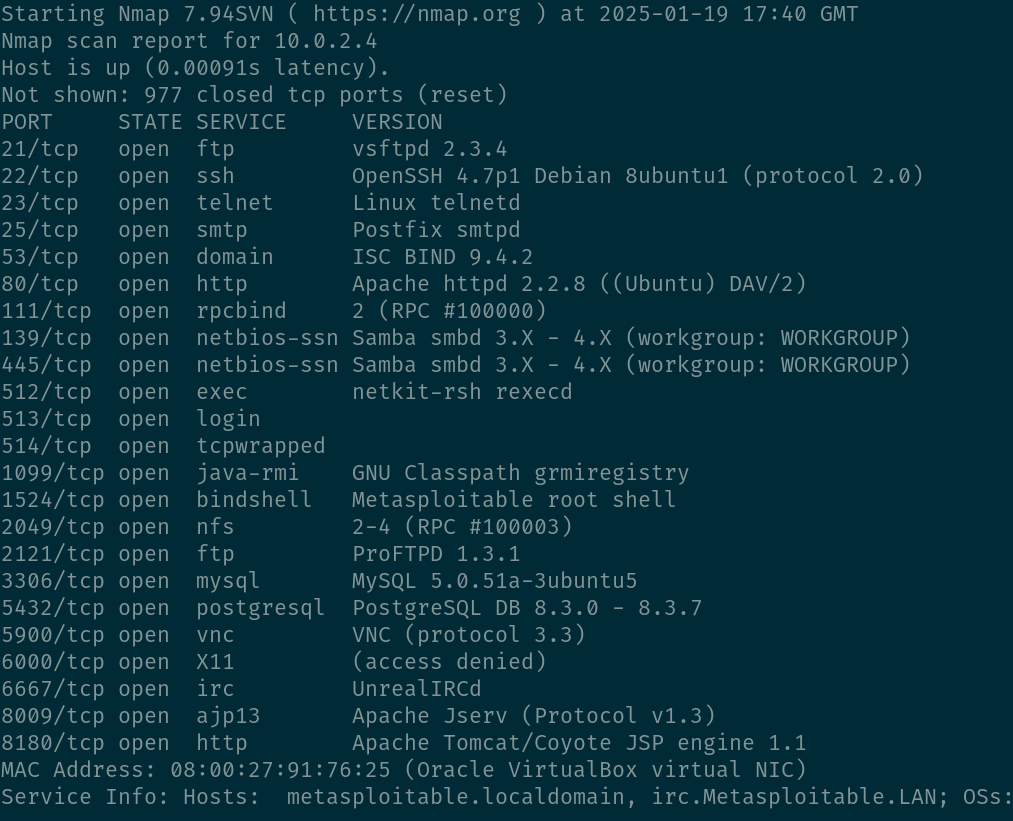 Starting Nmap 7.94SVN ( https://nmap.org ) at 2025-01-19 17:40 GMT
Nmap scan report for 10.0.2.4
Host is up (0.00091s latency).
Not shown: 977 closed tcp ports (reset)
PORT     STATE SERVICE     VERSION
21/tcp   open  ftp         vsftpd 2.3.4
22/tcp   open  ssh         OpenSSH 4.7p1 Debian 8ubuntu1 (protocol 2.0)
23/tcp   open  telnet      Linux telnetd
25/tcp   open  smtp        Postfix smtpd
53/tcp   open  domain      ISC BIND 9.4.2
80/tcp   open  http        Apache httpd 2.2.8 ((Ubuntu) DAV/2)
111/tcp  open  rpcbind     2 (RPC #100000)
139/tcp  open  netbios-ssn Samba smbd 3.X - 4.X (workgroup: WORKGROUP)
445/tcp  open  netbios-ssn Samba smbd 3.X - 4.X (workgroup: WORKGROUP)
512/tcp  open  exec        netkit-rsh rexecd
513/tcp  open  login
514/tcp  open  tcpwrapped
1099/tcp open  java-rmi    GNU Classpath grmiregistry
1524/tcp open  bindshell   Metasploitable root shell
2049/tcp open  nfs         2-4 (RPC #100003)
2121/tcp open  ftp         ProFTPD 1.3.1
3306/tcp open  mysql       MySQL 5.0.51a-3ubuntu5
5432/tcp open  postgresql  PostgreSQL DB 8.3.0 - 8.3.7
5900/tcp open  vnc         VNC (protocol 3.3)
6000/tcp open  X11         (access denied)
6667/tcp open  irc         UnrealIRCd
8009/tcp open  ajp13       Apache Jserv (Protocol v1.3)
8180/tcp open  http        Apache Tomcat/Coyote JSP engine 1.1
MAC Address: 08:00:27:91:76:25 (Oracle VirtualBox virtual NIC)
Service Info: Hosts:  metasploitable.localdomain, irc.Metasploitable.LAN; OSs: